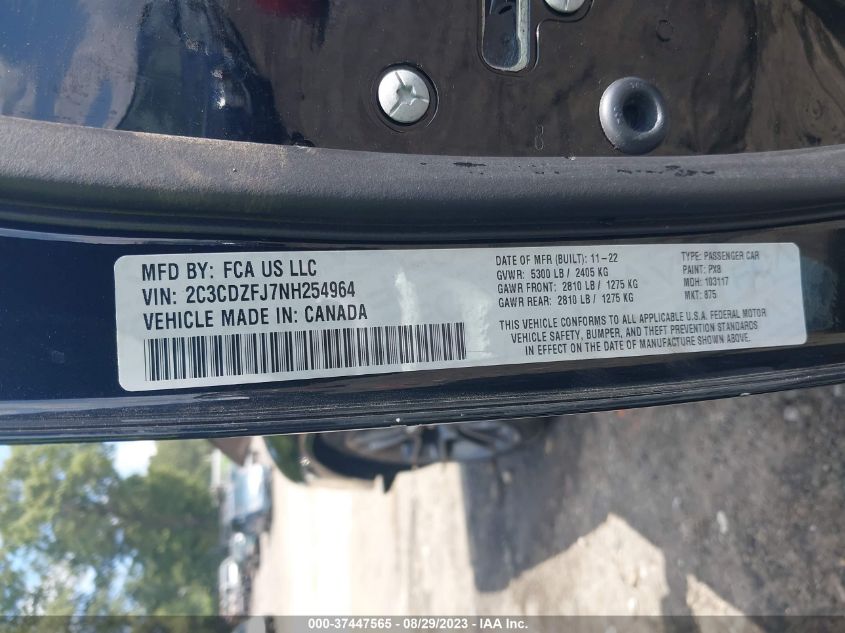 MFD BY: FCA US LLC
VIN: 2C3CDZFJ7NH254964
VEHICLE MADE IN: CANADA
DATE OF MFR (BUILT): 11-22
GVWR: 5300 LB / 2405 KG
GAWR FRONT: 2810 LB / 1275 KG
GAWR REAR: 2810 LB / 1275 KG
TYPE: PASSENGER CAR
PAINT: PX8
MDH: 103117
MKT: 875
THIS VEHICLE CONFORMS TO ALL APPLICABLE U.S.A. FEDERAL MOTOR
VEHICLE SAFETY, BUMPER, AND THEFT PREVENTION STANDARDS
IN EFFECT ON THE DATE OF MANUFACTURE SHOWN ABOVE.
000-37447565 - 08/29/2023 - IAA Inc.